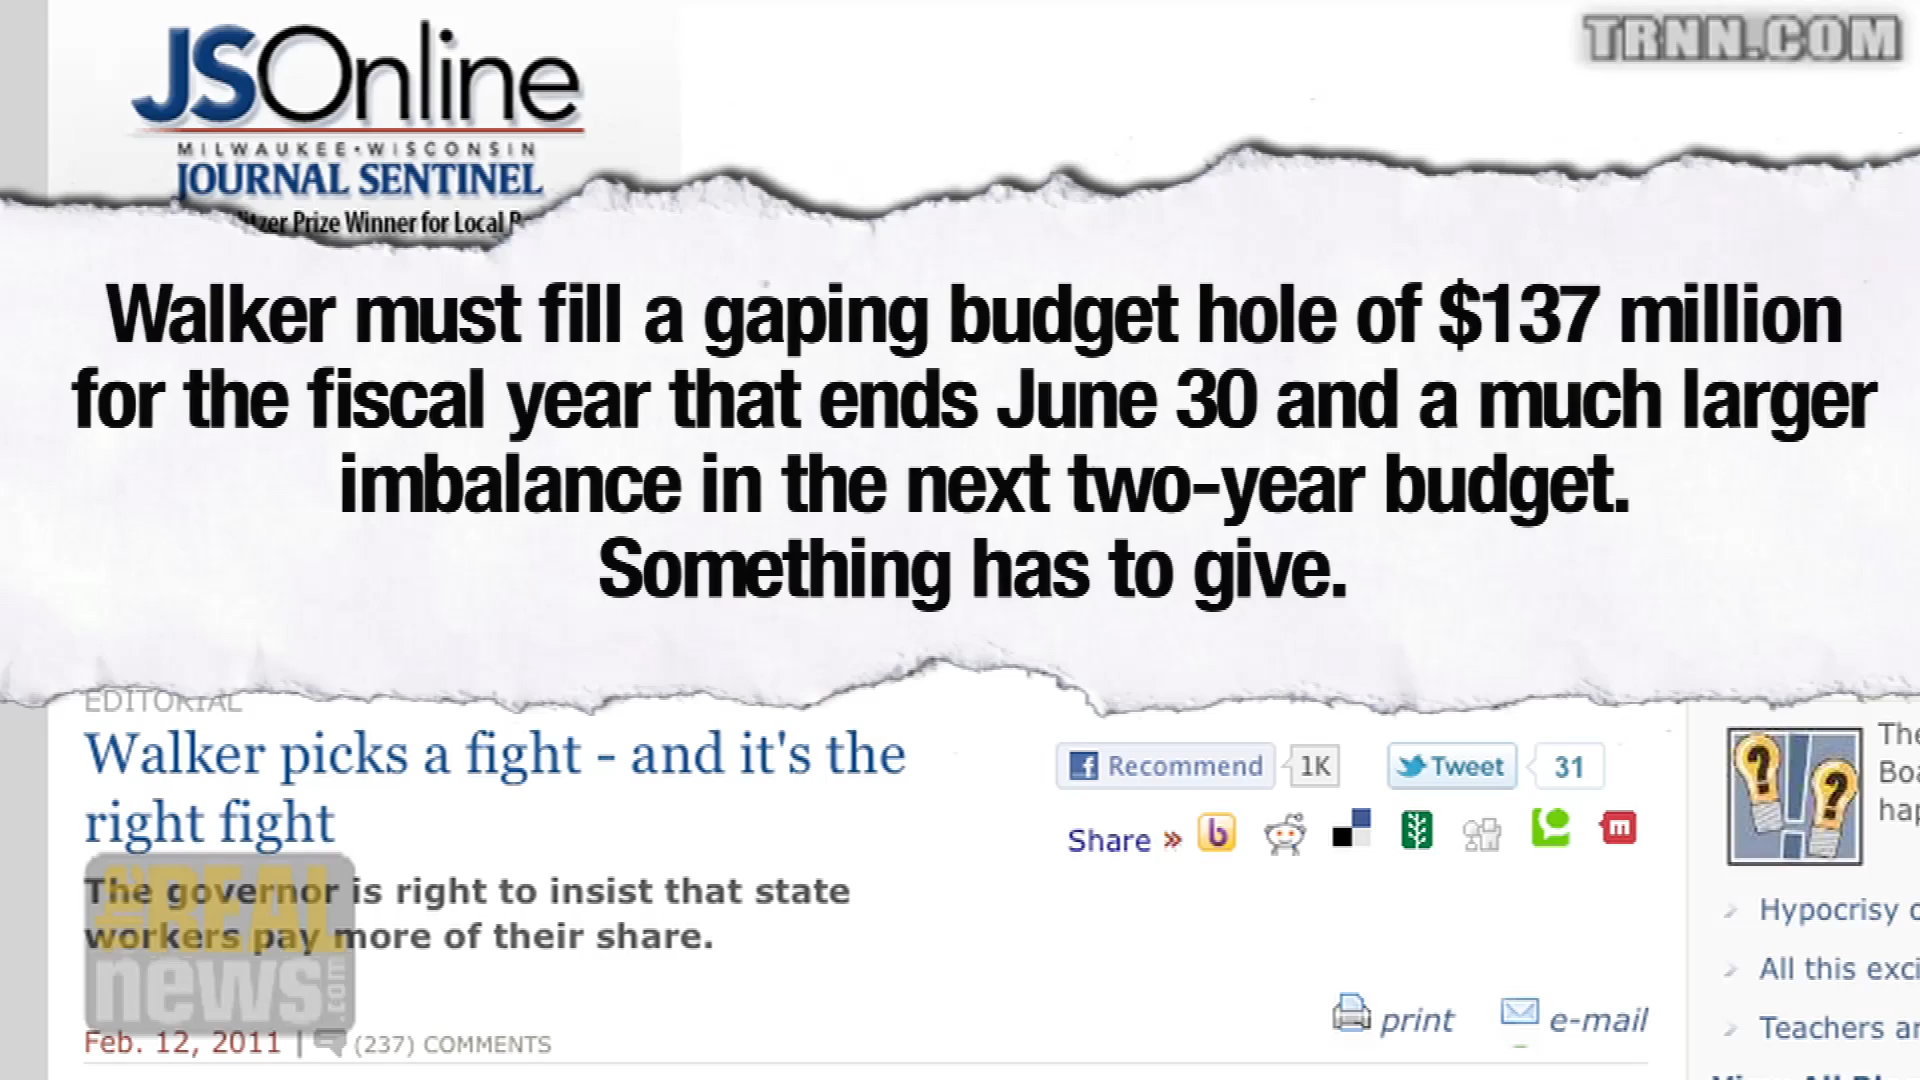 JSOnline
TRNN.COM
MILWAUKEE • WISCONSIN
JOURNAL SENTINEL
Prize Winner for Local
Walker must fill a gaping budget hole of $137 million
for the fiscal year that ends June 30 and a much larger
imbalance in the next two-year budget.
Something has to give.
EDITORIAL
Walker picks a fight - and it's the
right fight
The governor is right to insist that state
workers pay more of their share.
the REAL
news.com
Feb. 12, 2011 | (237) COMMENTS
Recommend 1K Tweet 31
Share »
print e-mail
The
Hypocrisy
All this
Teachers